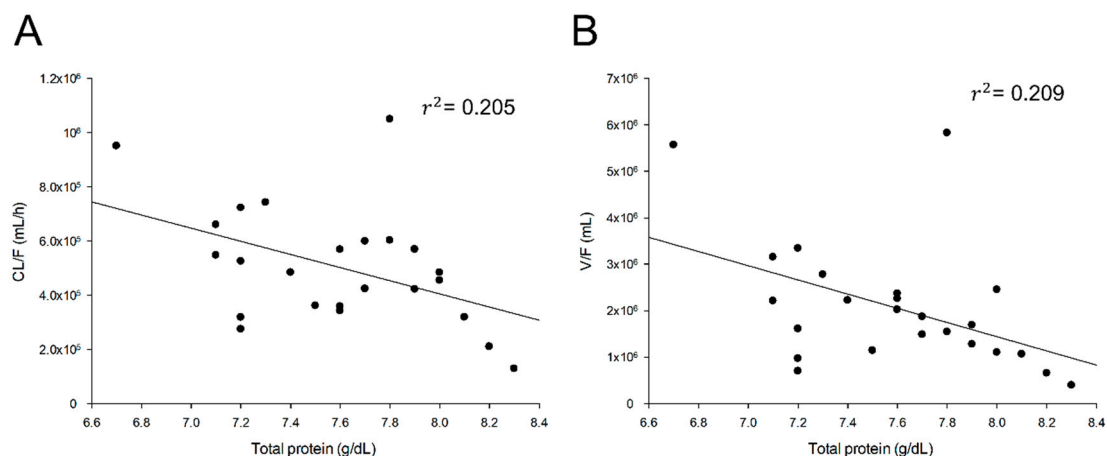 A
r² = 0.205
CL/F (mL/h)
1.2x10⁶
10⁶
8.0x10⁵
6.0x10⁵
4.0x10⁵
2.0x10⁵
0
6.6 6.8 7.0 7.2 7.4 7.6 7.8 8.0 8.2 8.4
Total protein (g/dL)
B
r² = 0.209
V/F (mL)
7x10⁶
6x10⁶
5x10⁶
4x10⁶
3x10⁶
2x10⁶
1x10⁶
0
6.6 6.8 7.0 7.2 7.4 7.6 7.8 8.0 8.2 8.4
Total protein (g/dL)